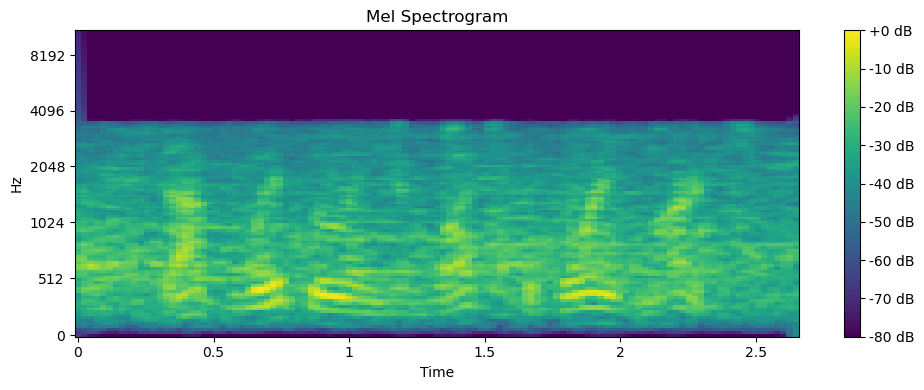 Mel Spectrogram
Hz
8192
4096
2048
1024
512
0
0
0.5
1
1.5
2
2.5
Time
+0 dB
-10 dB
-20 dB
-30 dB
-40 dB
-50 dB
-60 dB
-70 dB
-80 dB